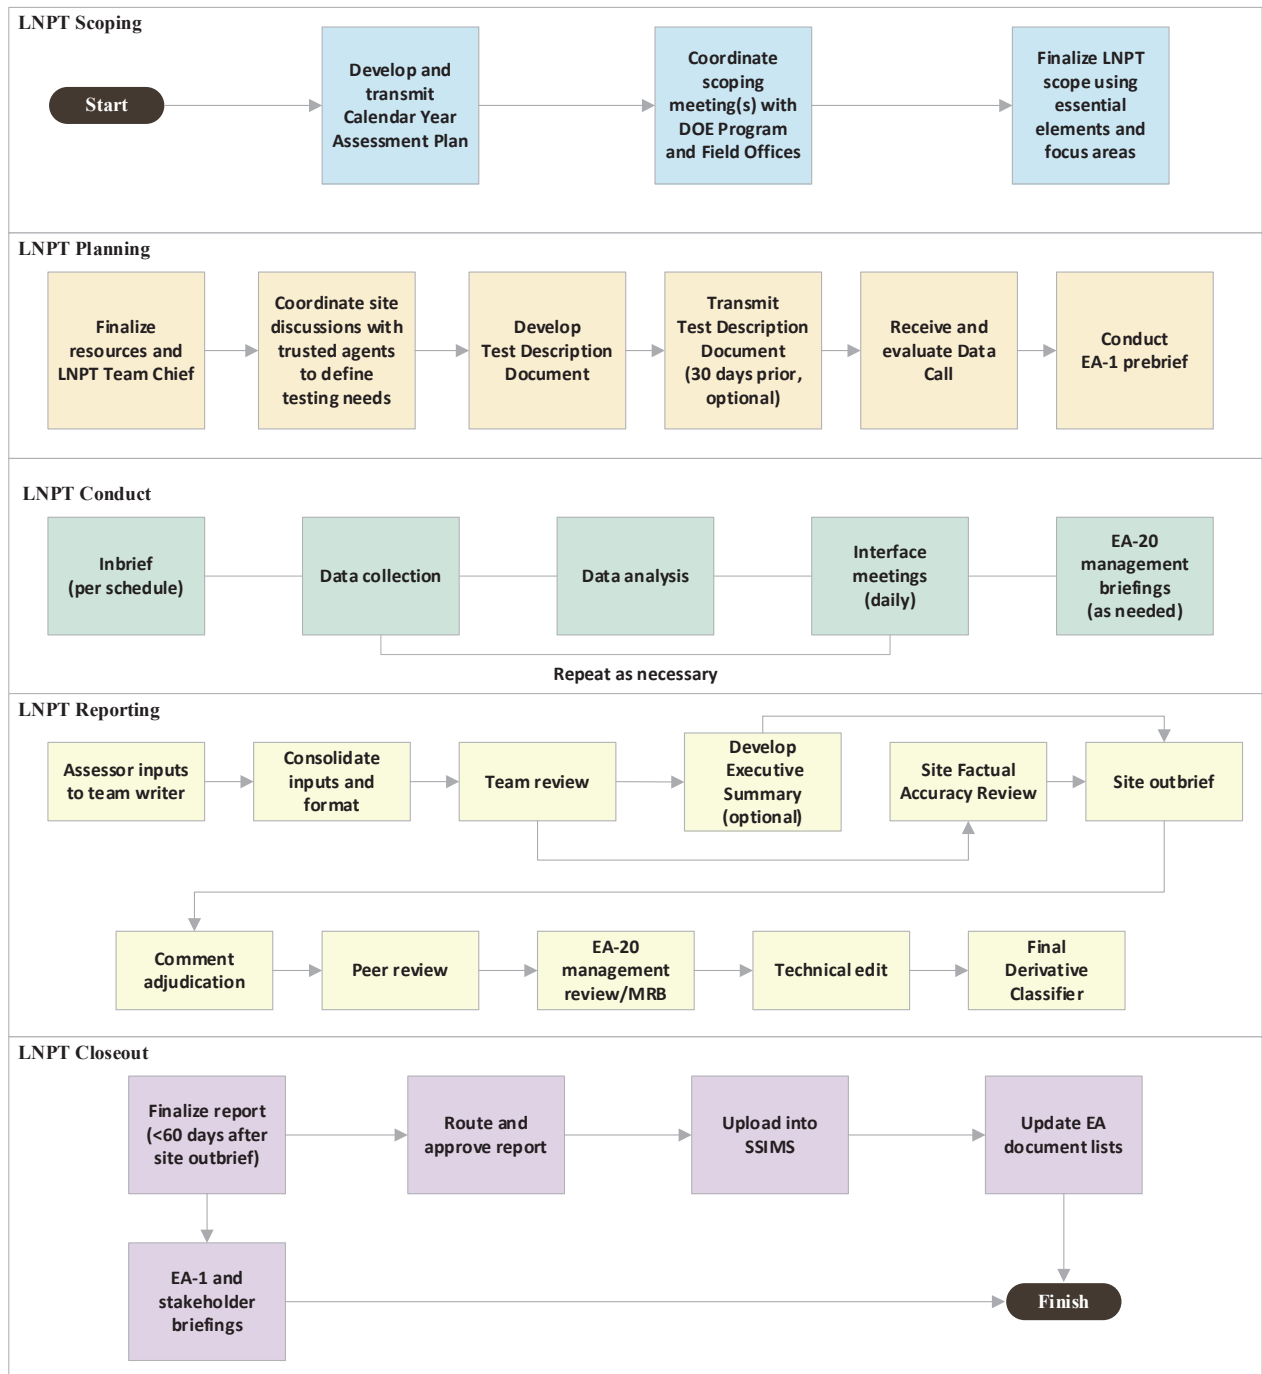 LNPT Scoping
Start
Develop and
transmit
Calendar Year
Assessment Plan
Coordinate
scoping
meeting(s) with
DOE Program
and Field Offices
Finalize LNPT
scope using
essential
elements and
focus areas
LNPT Planning
Finalize
resources and
LNPT Team Chief
Coordinate site
discussions with
trusted agents
to define
testing needs
Develop
Test Description
Document
Transmit
Test Description
Document
(30 days prior,
optional)
Receive and
evaluate Data
Call
Conduct
EA-1 prebrief
LNPT Conduct
Inbrief
(per schedule)
Data collection
Data analysis
Interface
meetings
(daily)
EA-20
management
briefings
(as needed)
Repeat as necessary
LNPT Reporting
Assessor inputs
to team writer
Consolidate
inputs and
format
Team review
Develop
Executive
Summary
(optional)
Site Factual
Accuracy Review
Site outbrief
Comment
adjudication
Peer review
EA-20
management
review/MRB
Technical edit
Final
Derivative
Classifier
LNPT Closeout
Finalize report
(<60 days after
site outbrief)
Route and
approve report
Upload into
SSIMS
Update EA
document lists
EA-1 and
stakeholder
briefings
Finish